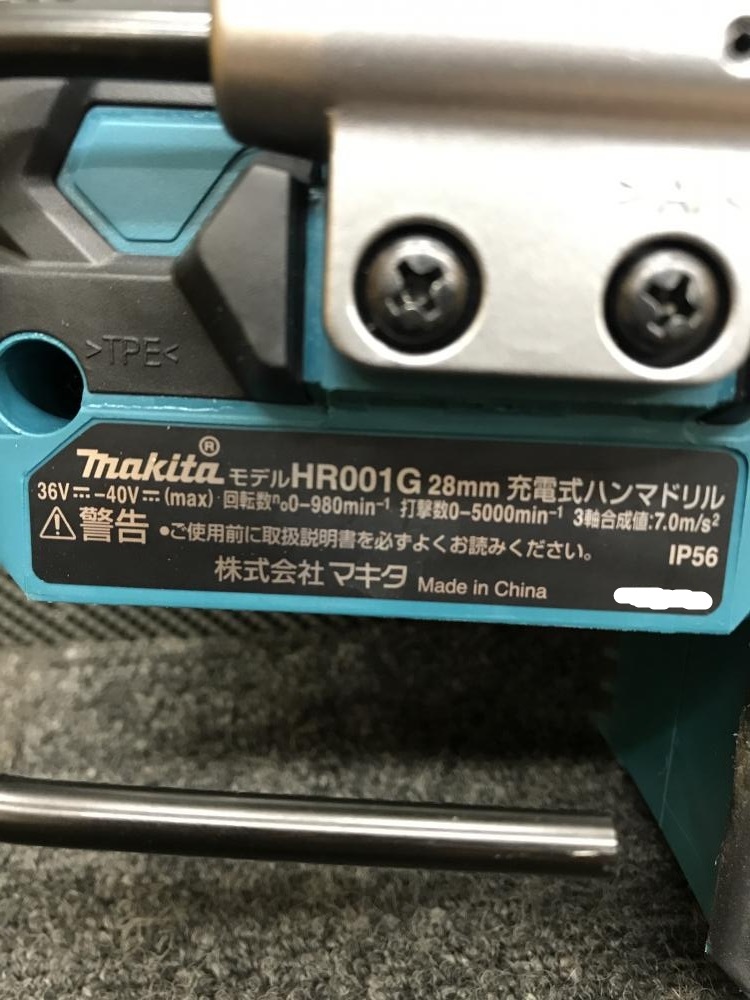 >TPE<
makita® モデルHR001G 28mm 充電式ハンマドリル
36V⎓-40V⎓(max) 回転数n₀0-980min⁻¹ 打撃数0-5000min⁻¹ 3軸合成値:7.0m/s²
⚠警告 •ご使用前に取扱説明書を必ずよくお読みください。 IP56
株式会社マキタ Made in China